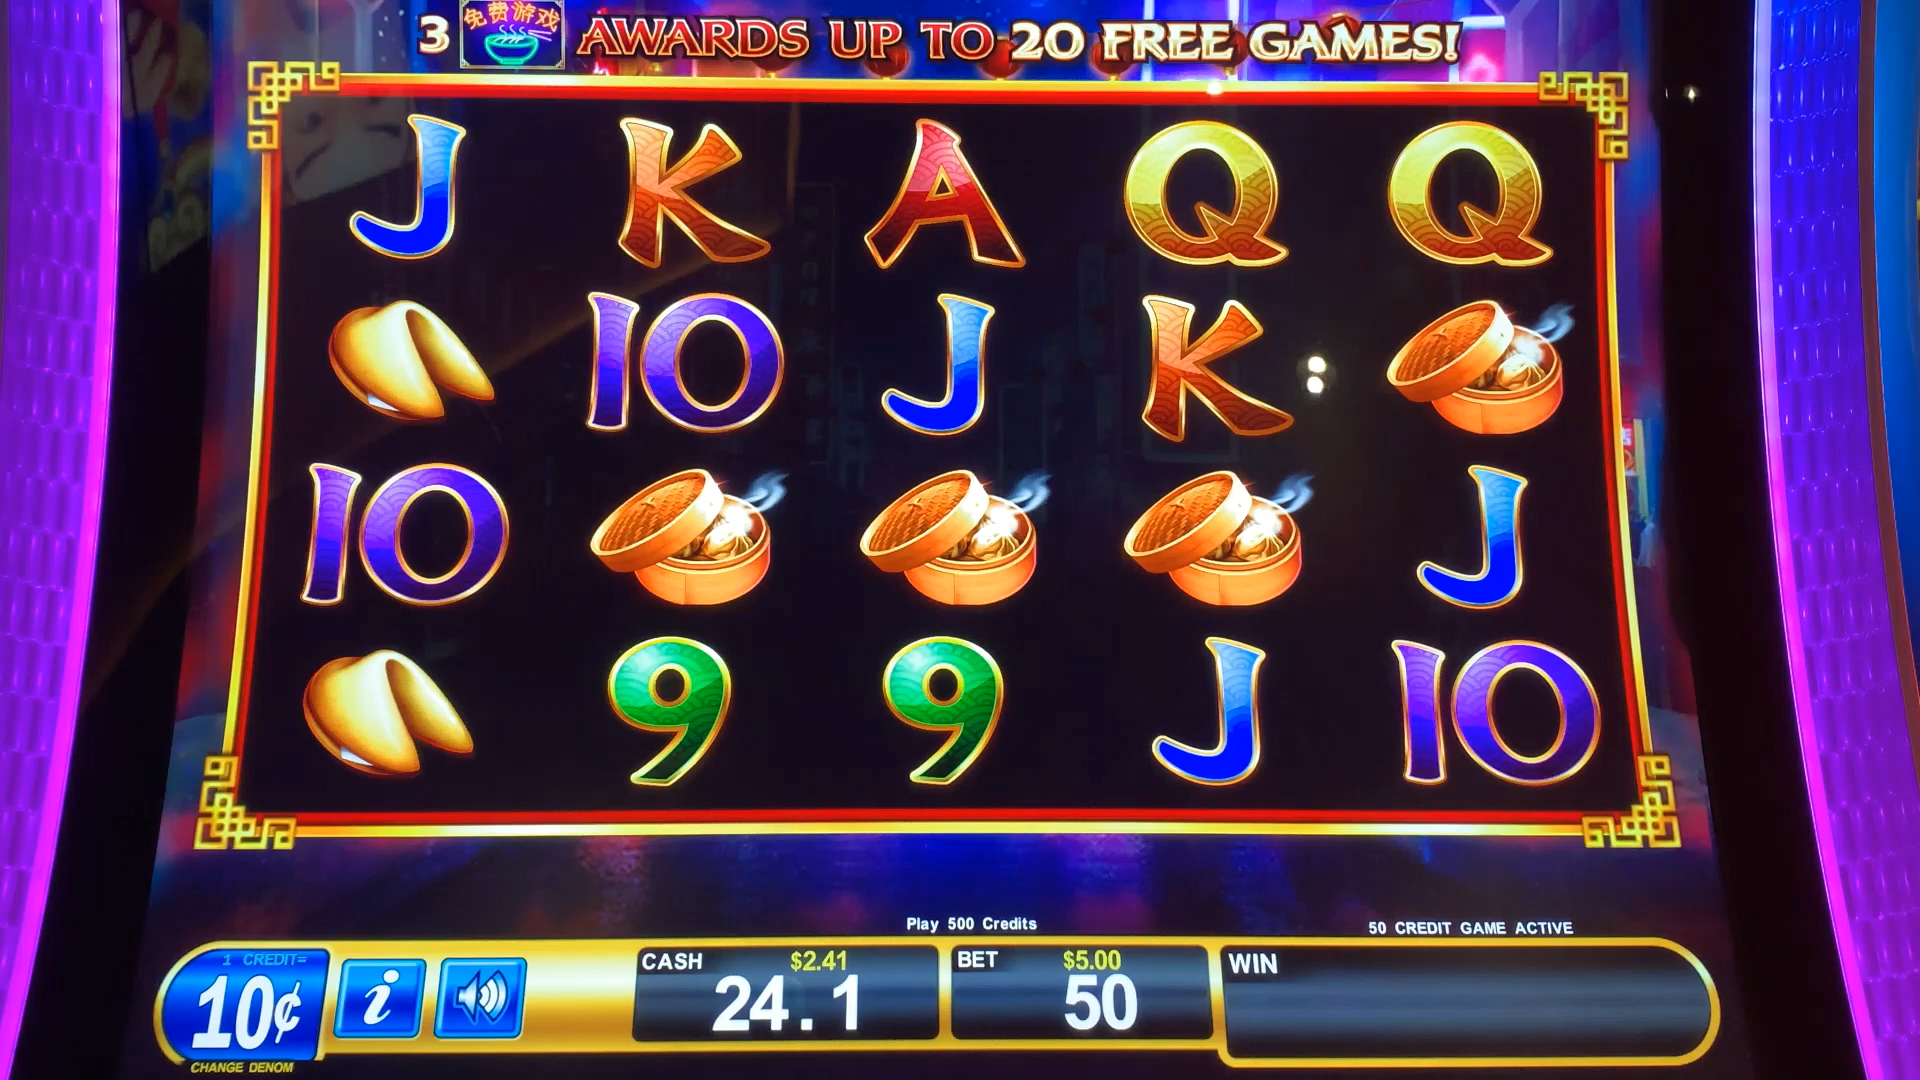 3 免费游戏 AWARDS UP TO 20 FREE GAMES!
J K A Q Q
10 J K
10 J
9 9 J 10
Play 500 Credits
50 CREDIT GAME ACTIVE
1 CREDIT=
10¢
CHANGE DENOM
i
CASH $2.41
24.1
BET $5.00
50
WIN